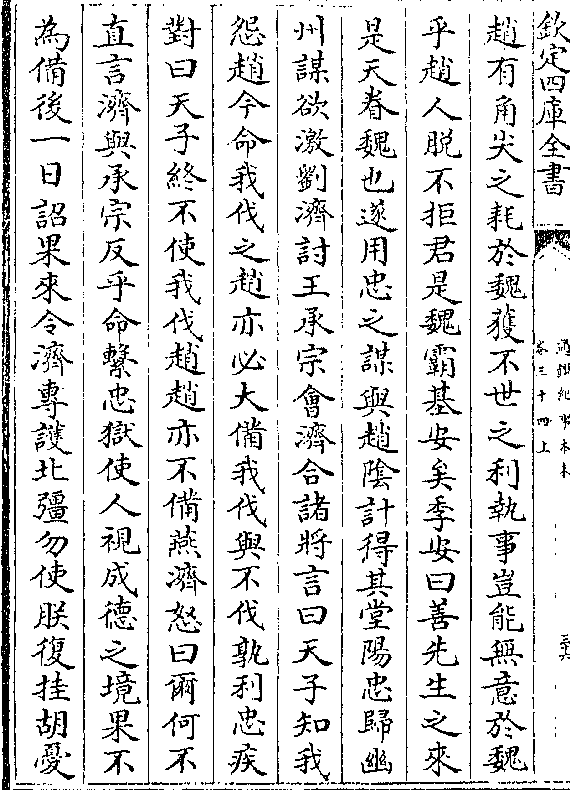 欽定四庫全書
通鑑紀事本末
卷三十四上
趙有角尖之耗於魏獲不世之利執事豈能無意於魏
乎趙人脱不拒君是魏霸基安矣季安曰善先生之來
是天眷魏也遂用忠之謀與趙陰計得其堂陽忠歸幽
州謀欲激劉濟討王承宗會濟合諸將言曰天子知我
怨趙今命我伐之趙亦必大備我伐與不伐孰利忠疾
對曰天子終不使我伐趙趙亦不備燕濟怒曰爾何不
直言濟與承宗反乎命繫忠獄使人視成德之境果不
為備後一日詔果來令濟專護北疆勿使朕復挂胡憂